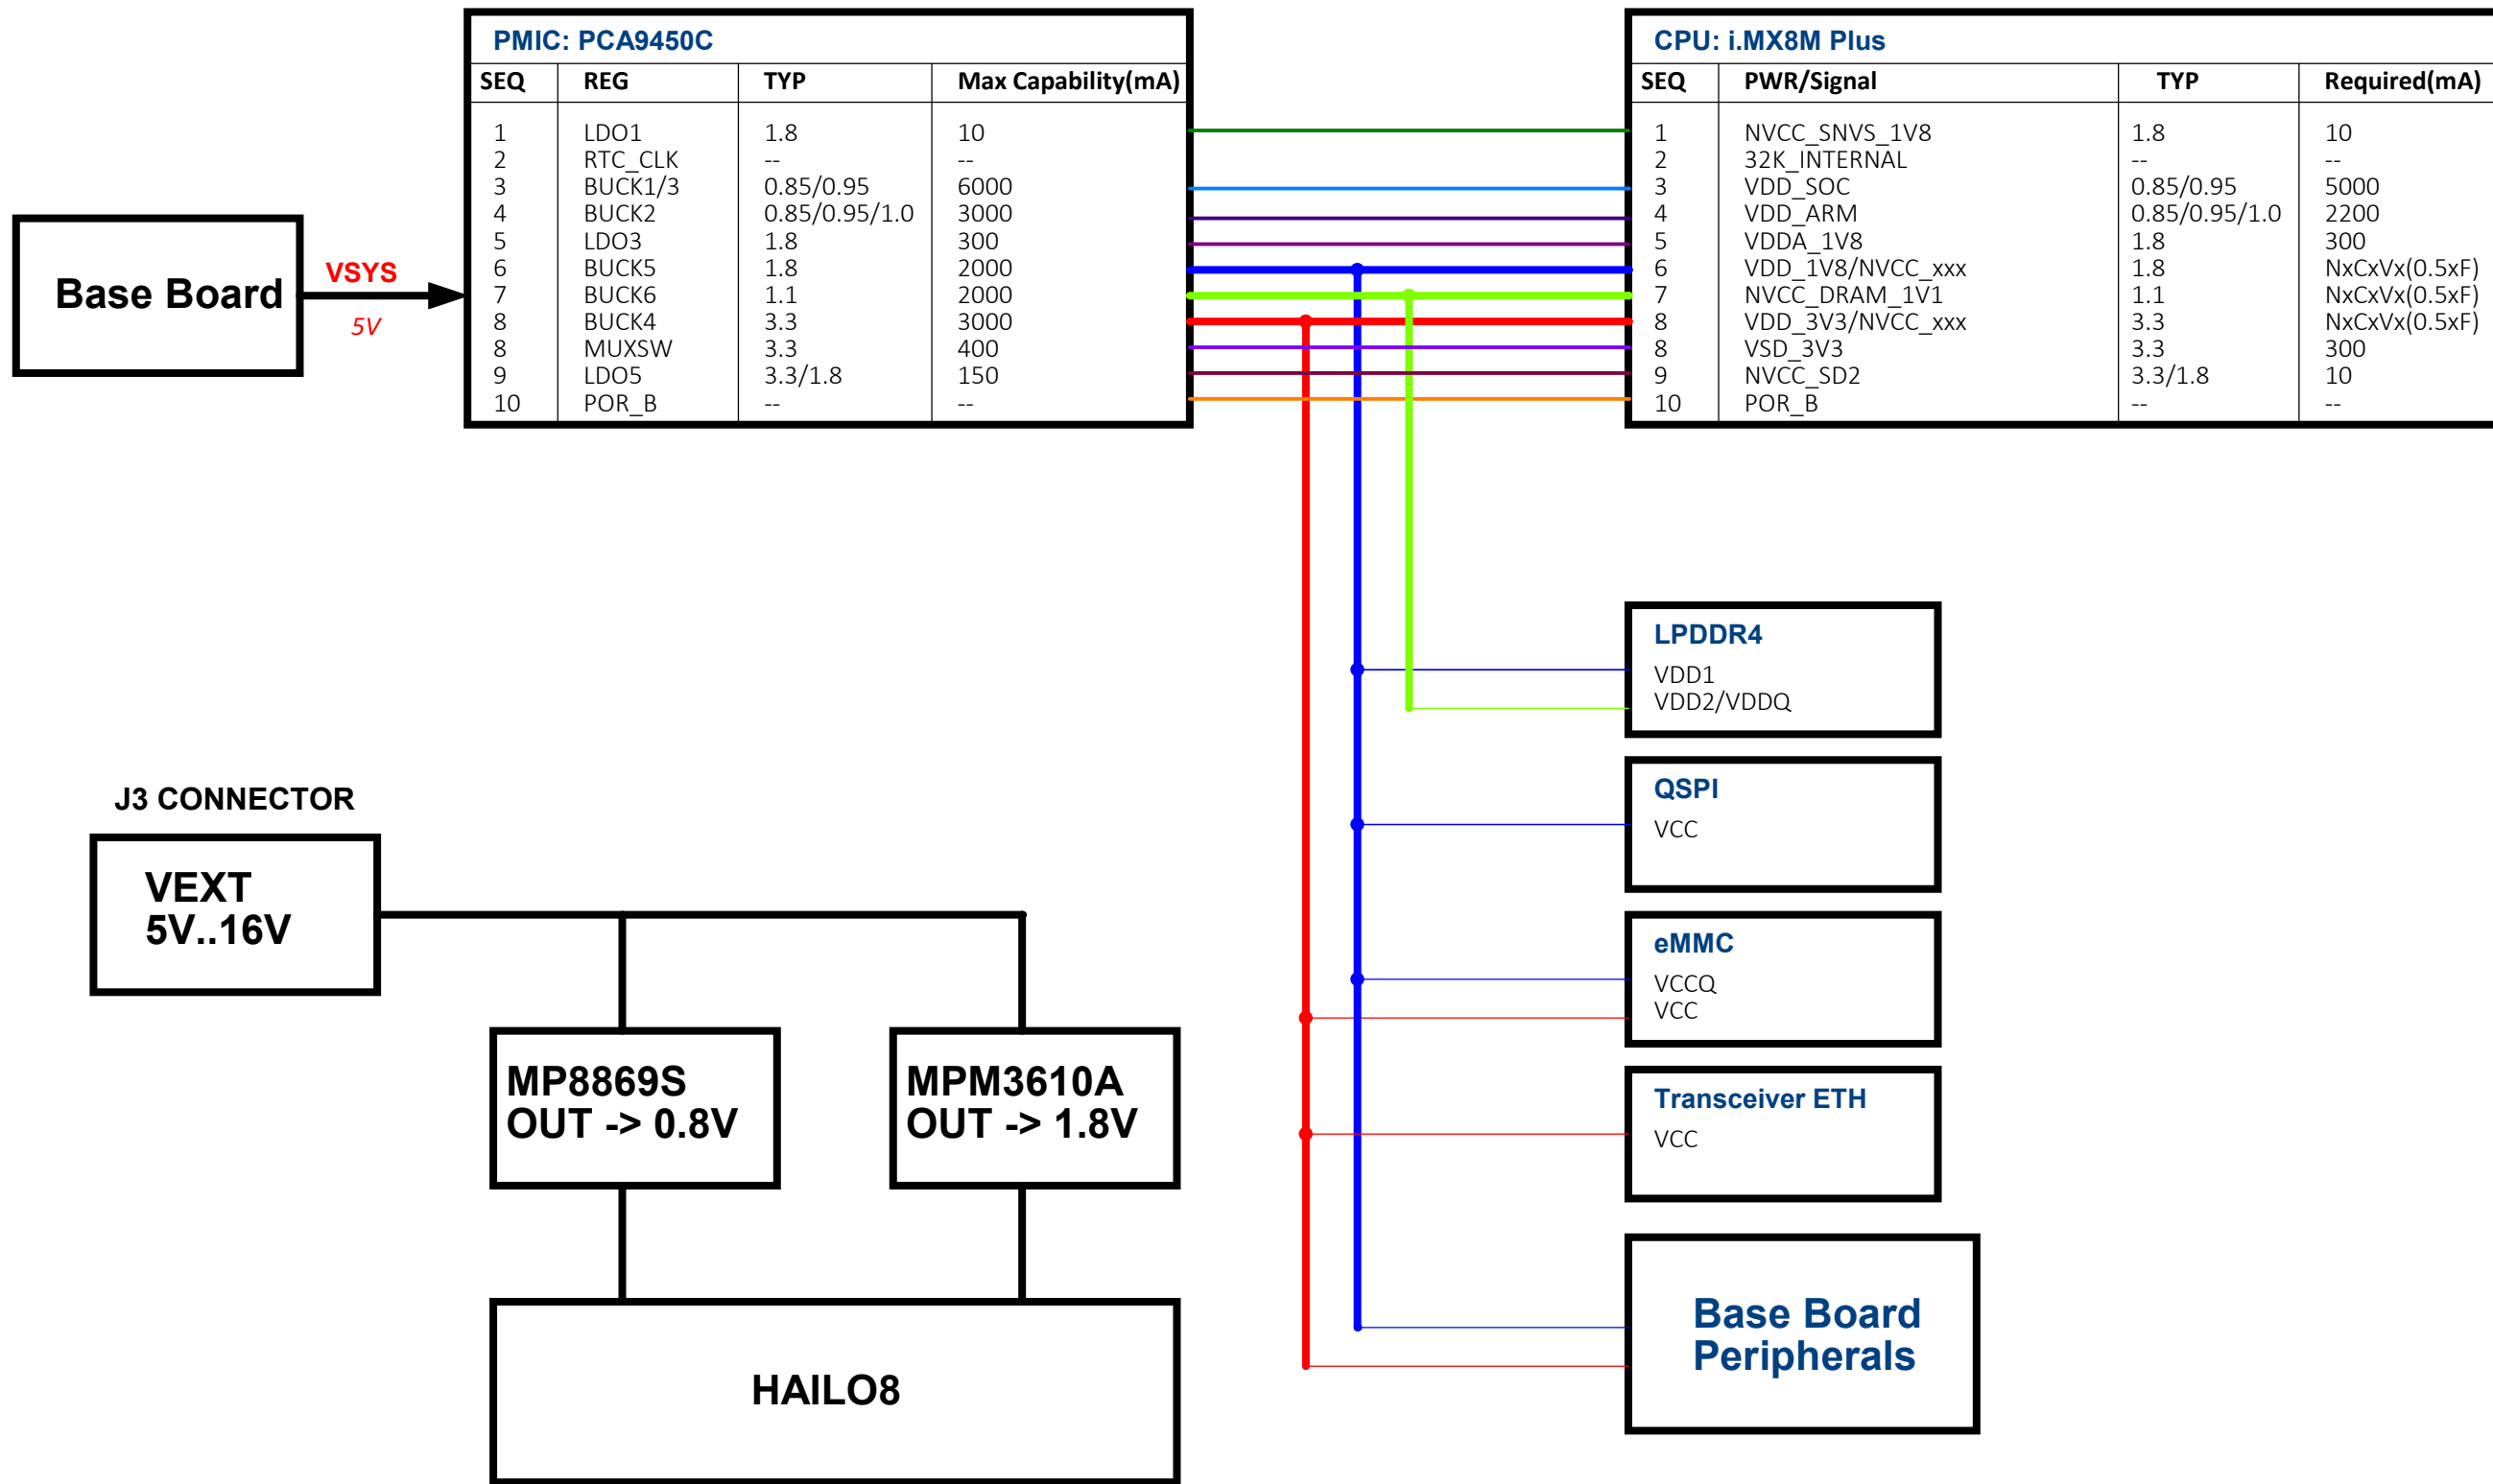 PMIC: PCA9450C
SEQ REG TYP Max Capability(mA)
1 LDO1 1.8 10
2 RTC_CLK -- --
3 BUCK1/3 0.85/0.95 6000
4 BUCK2 0.85/0.95/1.0 3000
5 LDO3 1.8 300
6 BUCK5 1.8 2000
7 BUCK6 1.1 2000
8 BUCK4 3.3 3000
8 MUXSW 3.3 400
9 LDO5 3.3/1.8 150
10 POR_B -- --
CPU: i.MX8M Plus
SEQ PWR/Signal TYP Required(mA)
1 NVCC_SNVS_1V8 1.8 10
2 32K_INTERNAL -- --
3 VDD_SOC 0.85/0.95 5000
4 VDD_ARM 0.85/0.95/1.0 2200
5 VDDA_1V8 1.8 300
6 VDD_1V8/NVCC_xxx 1.8 NxCxVx(0.5xF)
7 NVCC_DRAM_1V1 1.1 NxCxVx(0.5xF)
8 VDD_3V3/NVCC_xxx 3.3 NxCxVx(0.5xF)
8 VSD_3V3 3.3 300
9 NVCC_SD2 3.3/1.8 10
10 POR_B -- --
Base Board
VSYS
5V
LPDDR4
VDD1
VDD2/VDDQ
QSPI
VCC
eMMC
VCCQ
VCC
Transceiver ETH
VCC
Base Board
Peripherals
J3 CONNECTOR
VEXT
5V..16V
MP8869S
OUT -> 0.8V
MPM3610A
OUT -> 1.8V
HAILO8